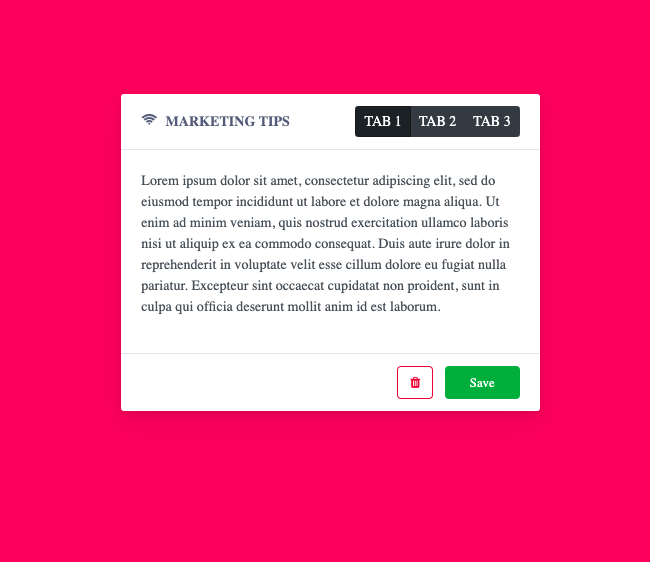 MARKETING TIPS
TAB 1 TAB 2 TAB 3
Lorem ipsum dolor sit amet, consectetur adipiscing elit, sed do
eiusmod tempor incididunt ut labore et dolore magna aliqua. Ut
enim ad minim veniam, quis nostrud exercitation ullamco laboris
nisi ut aliquip ex ea commodo consequat. Duis aute irure dolor in
reprehenderit in voluptate velit esse cillum dolore eu fugiat nulla
pariatur. Excepteur sint occaecat cupidatat non proident, sunt in
culpa qui officia deserunt mollit anim id est laborum.
Save